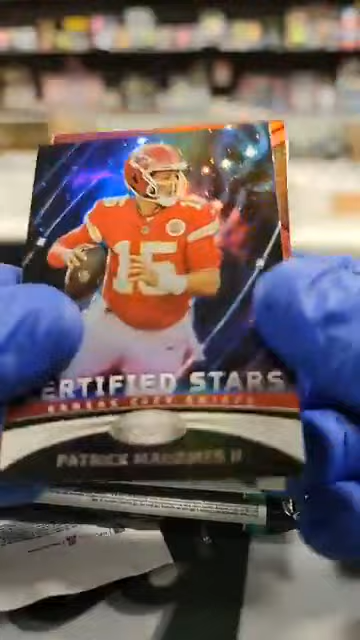 15
ERTIFIED STARS
KANSAS CITY CHIEFS
PATRICK MAHOMES II